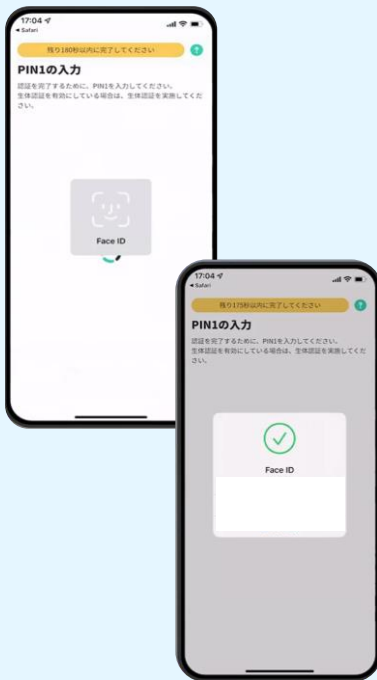 17:04
◀ Safari
残り180秒以内に完了してください
?
PIN1の入力
認証を完了するために、PIN1を入力してください。
生体認証を有効にしている場合は、生体認証を実施してくだ
さい。
Face ID
17:04
◀ Safari
残り175秒以内に完了してください
?
PIN1の入力
認証を完了するために、PIN1を入力してください。
生体認証を有効にしている場合は、生体認証を実施してくだ
さい。
Face ID